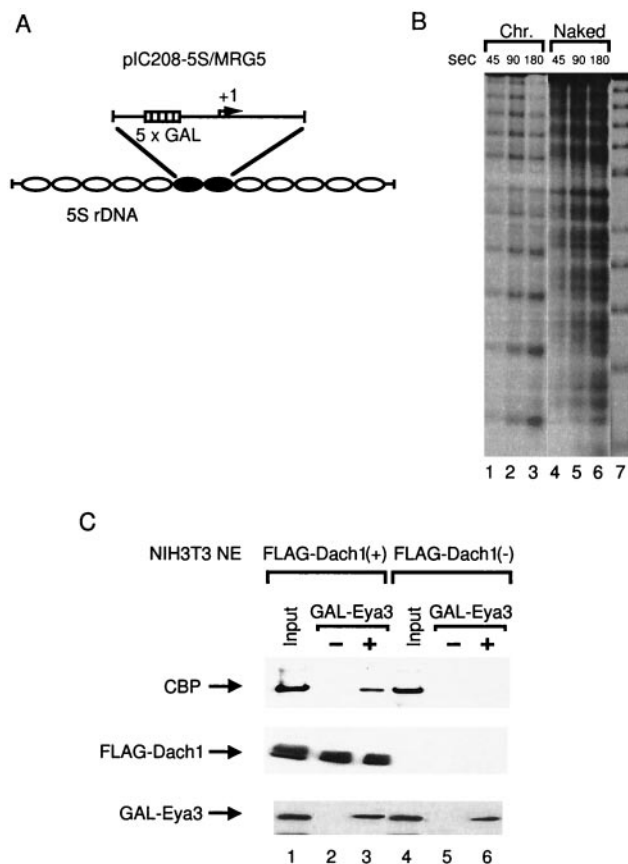 A
pIC208-5S/MRG5
+1
5 x GAL
5S rDNA
B
Chr. Naked
sec 45 90 180 45 90 180
1 2 3 4 5 6 7
C
NIH3T3 NE FLAG-Dach1(+) FLAG-Dach1(-)
Input GAL-Eya3 Input GAL-Eya3
- + - +
CBP
FLAG-Dach1
GAL-Eya3
1 2 3 4 5 6